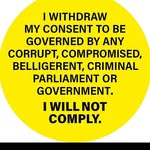 I WITHDRAW
MY CONSENT TO BE
GOVERNED BY ANY
CORRUPT, COMPROMISED,
BELLIGERENT, CRIMINAL
PARLIAMENT OR
GOVERNMENT.
I WILL NOT
COMPLY.